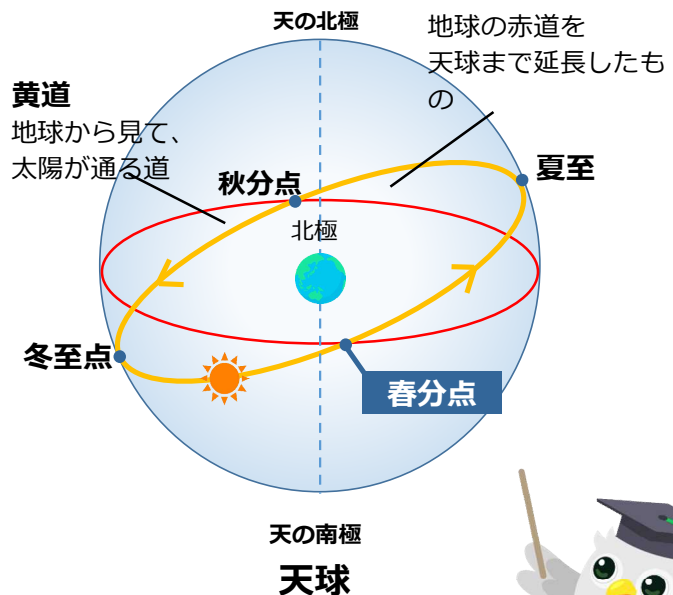 天の北極
地球の赤道を
天球まで延長したも
の
黄道
地球から見て、
太陽が通る道
秋分点
夏至
北極
冬至点
春分点
天の南極
天球